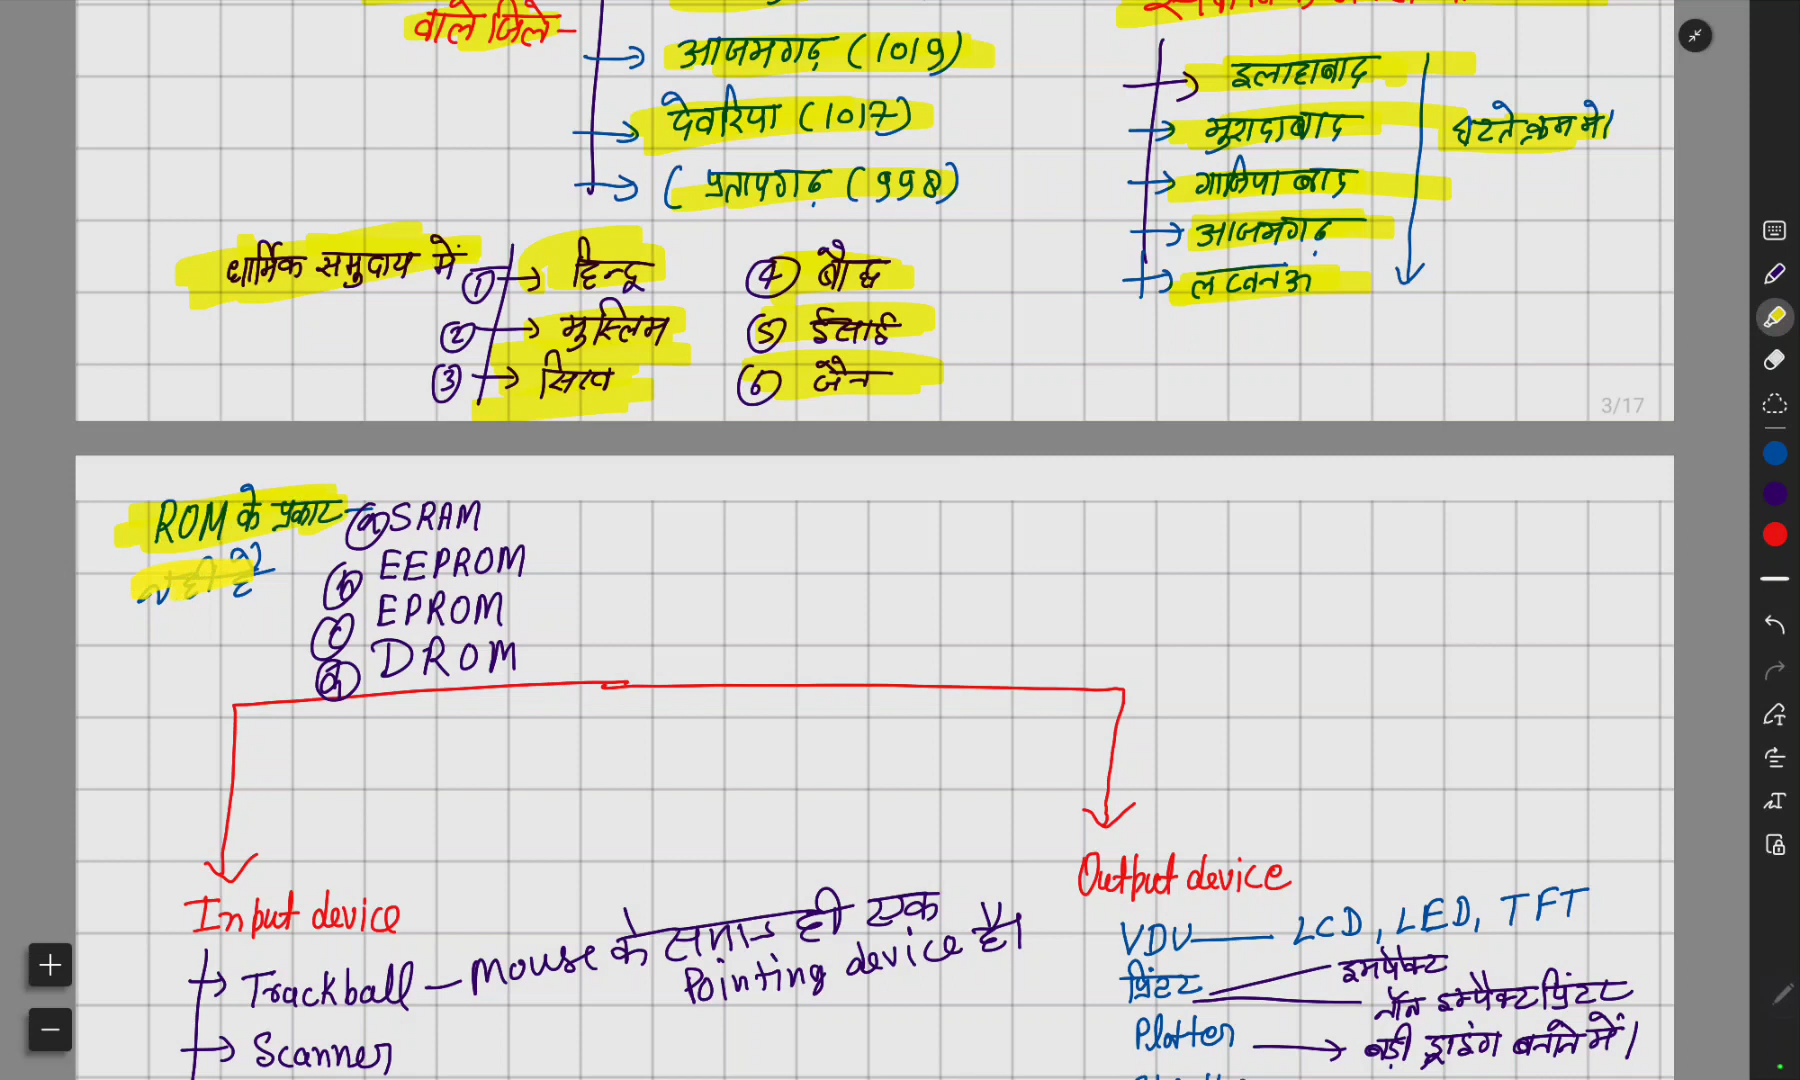 वाले जिले-
आजमगढ़ (1019)
देवरिया (1017)
(प्रतापगढ़ (998)
इलाहाबाद
मुरादाबाद
गाजियाबाद
आजमगढ़
लखनऊ
घटते क्रम में।
धार्मिक समुदाय में
① हिन्दू
② मुस्लिम
③ सिख
④ बौद्ध
⑤ ईसाई
⑥ जैन
3/17
ROM के प्रकार -
नहीं है
(a) SRAM
(b) EEPROM
(c) EPROM
(d) DROM
Input device
Trackball - Mouse के समान ही एक
Pointing device है।
Scanner
Output device
VDU LCD, LED, TFT
प्रिंटर इम्पैक्ट
नॉन इम्पैक्ट प्रिंटर
Plotter बड़ी ड्राइंग बनाने में।